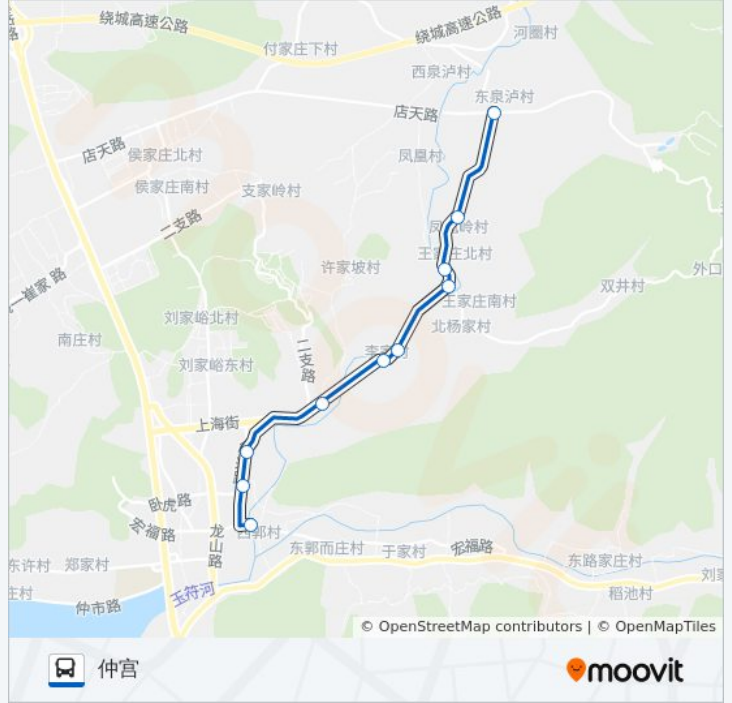 绕城高速公路
绕城高速公路
河圈村
付家庄下村
西泉泸村
东泉泸村
店天路
店天路
凤凰村
侯家庄北村
侯家庄南村
支家岭村
二支路
许家坡村
王家庄北村
外口
崔家 路
双井村
王家庄南村
刘家峪北村
北杨家村
南庄村
二支路
刘家峪东村
上海街
卧虎路
宏福路
龙山路
西郭村
东郭而庄村
于家村
宏福路
东许村
郑家村
东路家庄村
刘家
庄村
仲市路
玉符河
稻池村
© OpenStreetMap contributors | © OpenMapTiles
仲宫
moovit